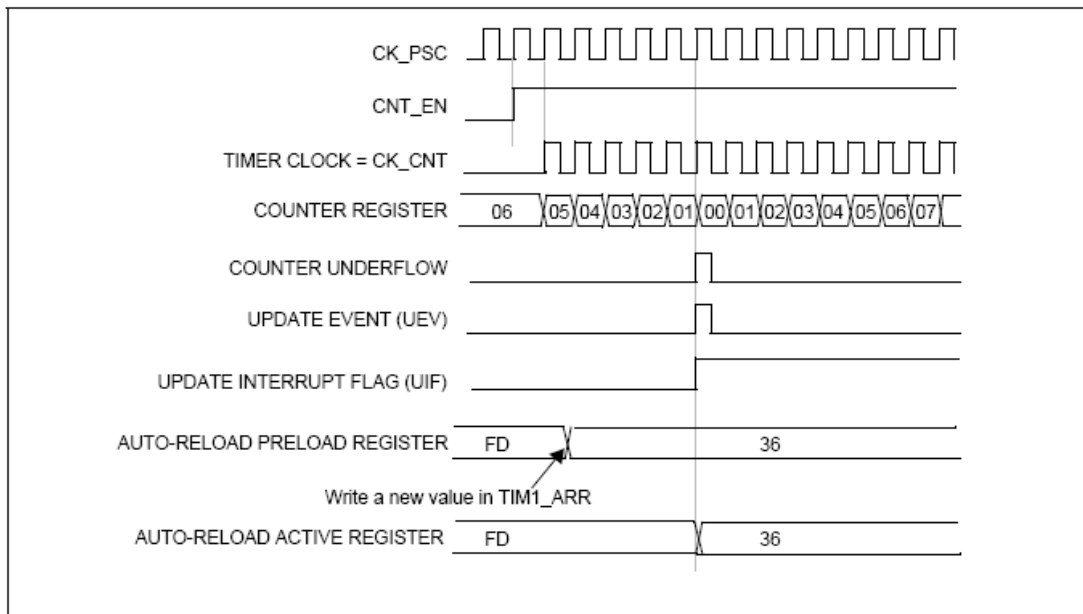 CK_PSC
CNT_EN
TIMER CLOCK = CK_CNT
COUNTER REGISTER 06 05 04 03 02 01 00 01 02 03 04 05 06 07
COUNTER UNDERFLOW
UPDATE EVENT (UEV)
UPDATE INTERRUPT FLAG (UIF)
AUTO-RELOAD PRELOAD REGISTER FD 36
Write a new value in TIM1_ARR
AUTO-RELOAD ACTIVE REGISTER FD 36